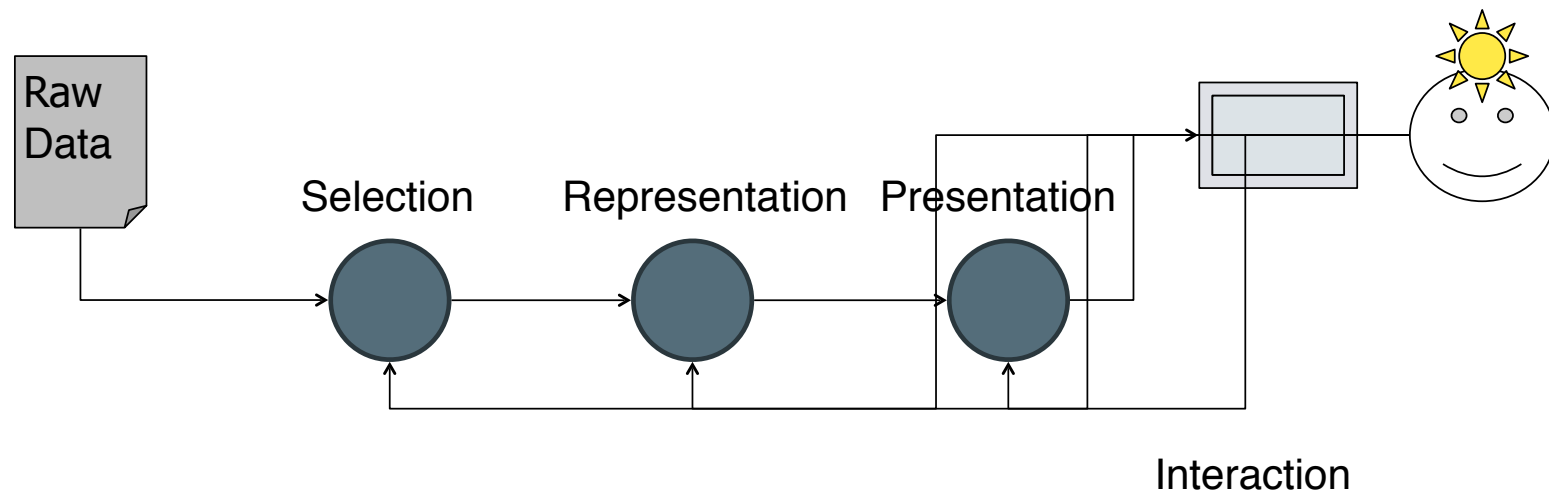 Raw
Data
Selection
Representation
Presentation
Interaction